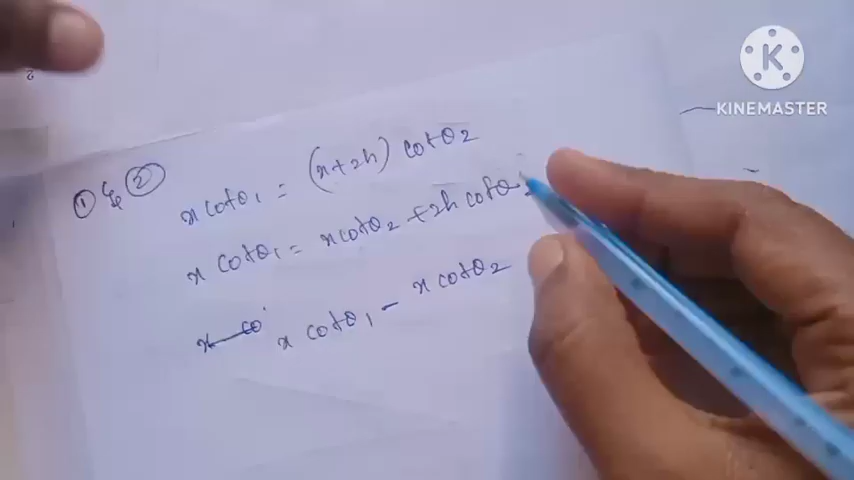 KINEMASTER
① & ②
x cotθ₁ = (x+2h) cotθ₂
x cotθ₁ = x cotθ₂ + 2h cotθ₂
x cotθ₁ - x cotθ₂